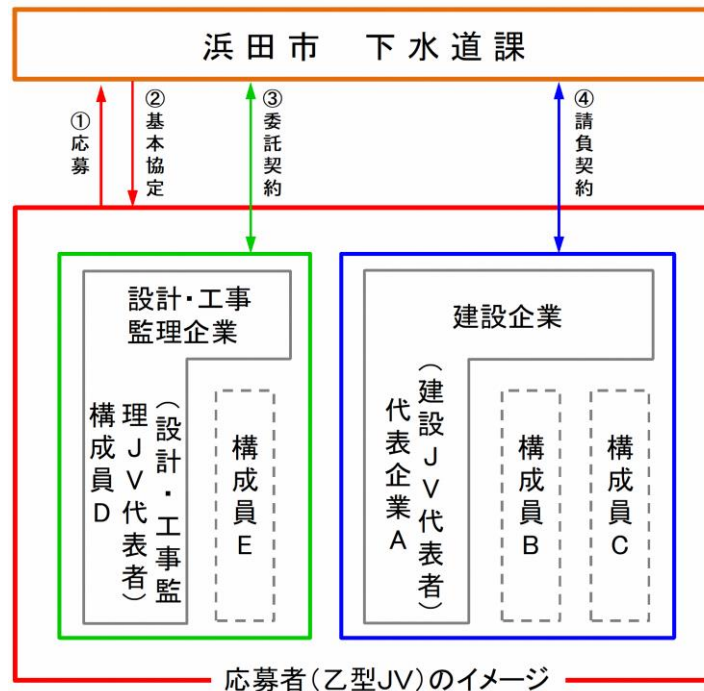 浜田市 下水道課
①応募
②基本協定
③委託契約
④請負契約
設計・工事
監理企業
（設計・工事監
理JV代表者）
構成員D
構成員E
建設企業
（建設JV代表者）
代表企業A
構成員B
構成員C
応募者（乙型JV）のイメージ